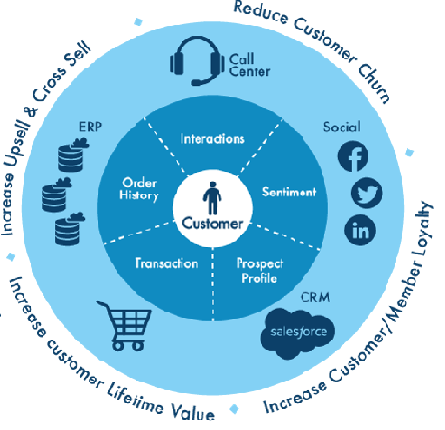 Reduce Customer Churn
Increase Upsell & Cross Sell
Call
Center
ERP
Social
Interactions
Order
History
Sentiment
Customer
Transaction
Prospect
Profile
CRM
salesforce
in
Increase customer Lifetime Value
Increase Customer/Member Loyalty